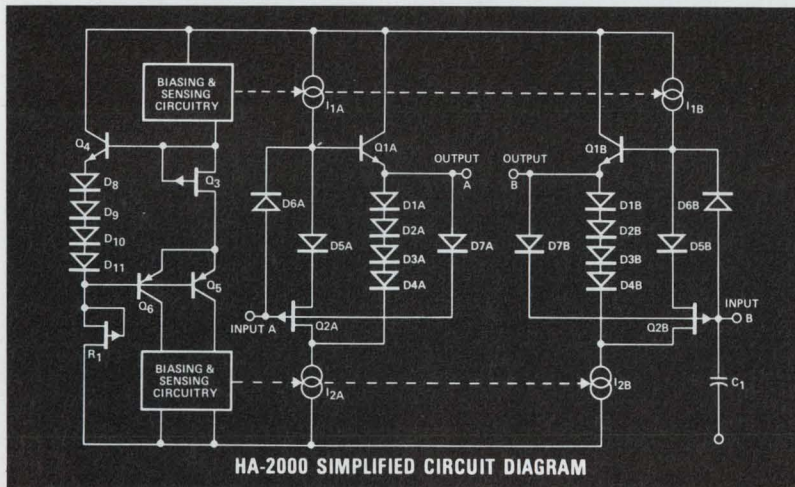 BIASING &
SENSING
CIRCUITRY
I1A
I1B
Q4
Q1A
OUTPUT
A
OUTPUT
B
Q1B
Q3
D8
D9
D10
D11
D6A
D1A
D2A
D3A
D4A
D5A
D7A
D7B
D1B
D2B
D3B
D4B
D5B
D6B
Q6
Q5
INPUT A
Q2A
Q2B
INPUT
B
R1
BIASING &
SENSING
CIRCUITRY
I2A
I2B
C1
HA-2000 SIMPLIFIED CIRCUIT DIAGRAM